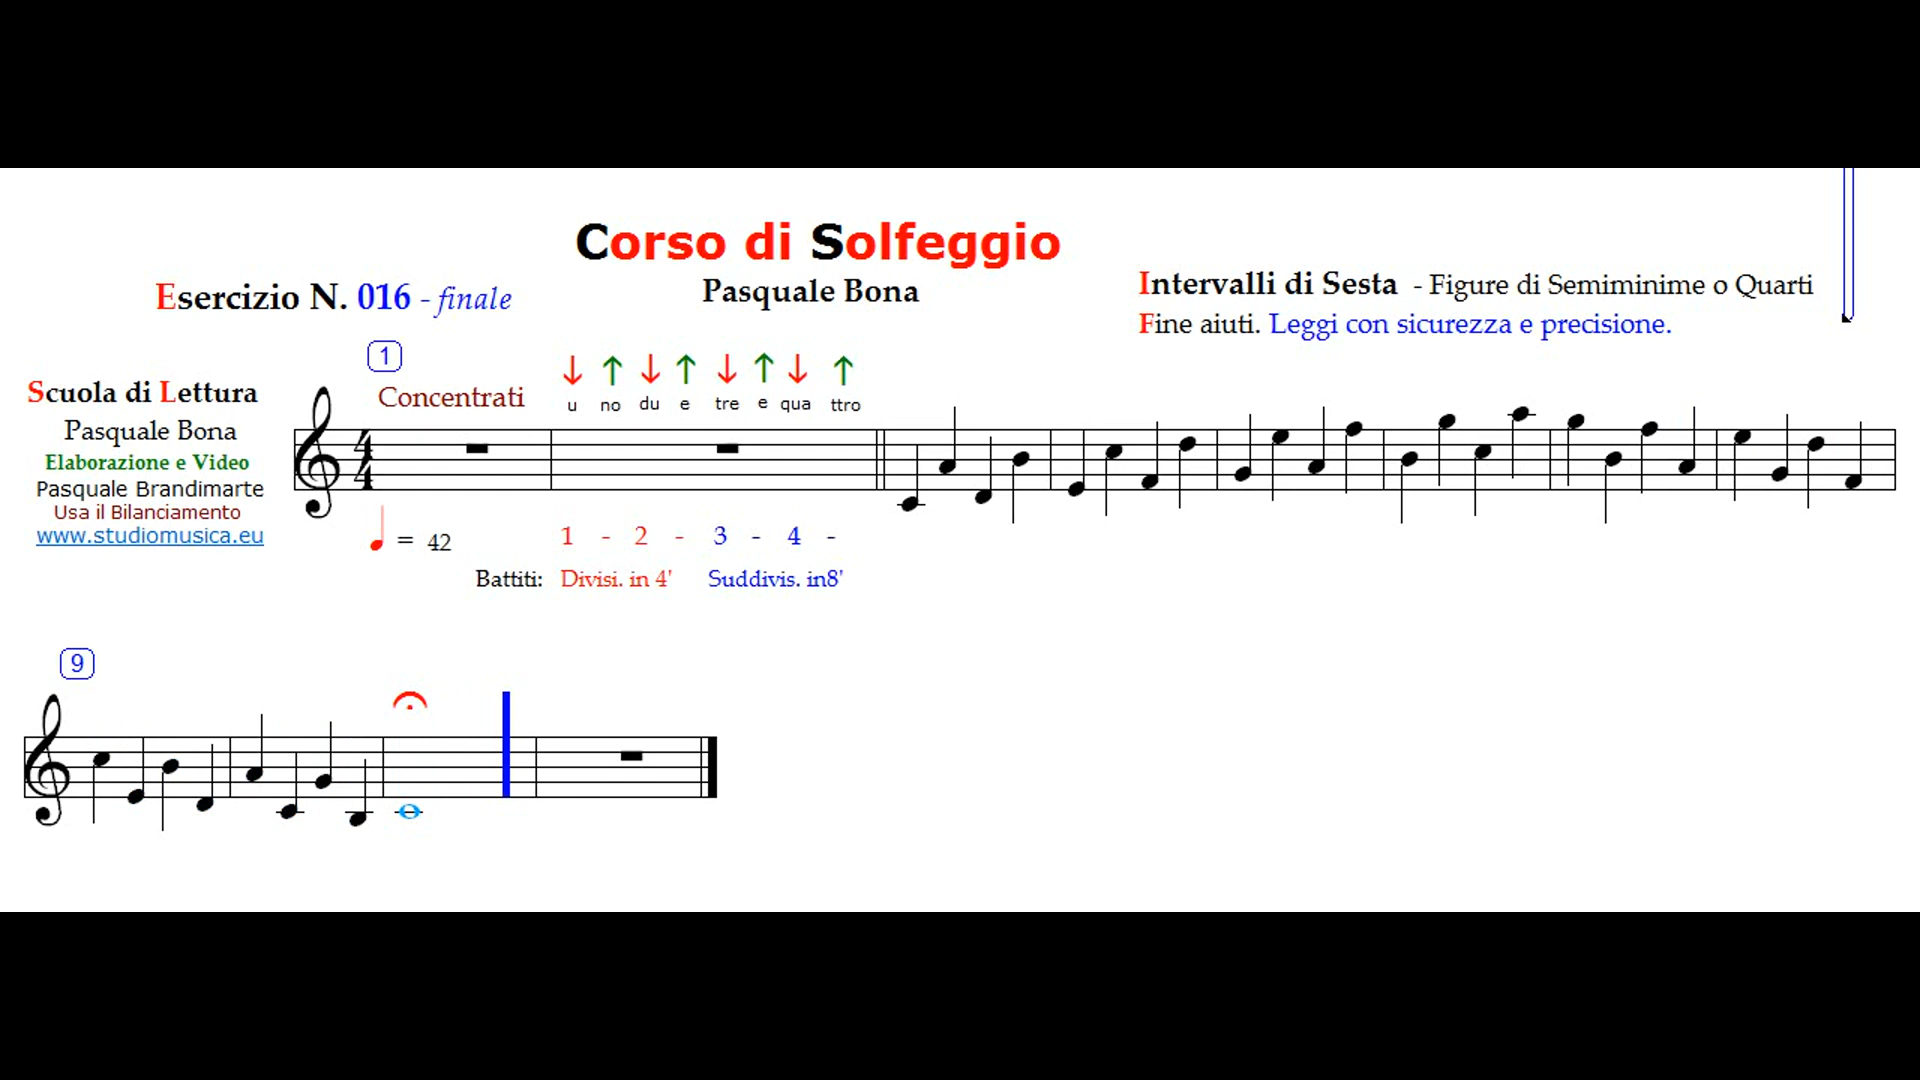 Corso di Solfeggio
Pasquale Bona
Esercizio N. 016 - finale
Intervalli di Sesta - Figure di Semiminime o Quarti
Fine aiuti. Leggi con sicurezza e precisione.
Scuola di Lettura
Pasquale Bona
Elaborazione e Video
Pasquale Brandimarte
Usa il Bilanciamento
www.studiomusica.eu
1
Concentrati
u no du e tre e qua ttro
4
4
= 42
1 - 2 - 3 - 4 -
Battiti: Divisi. in 4' Suddivis. in8'
9